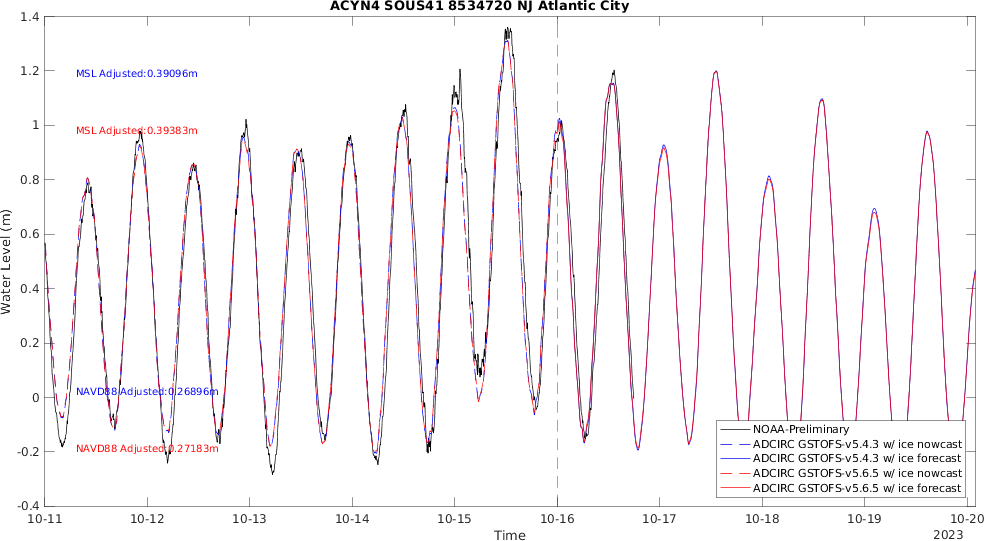 ACYN4 SOUS41 8534720 NJ Atlantic City
1.4
1.2
1
0.8
0.6
0.4
0.2
0
-0.2
-0.4
Water Level (m)
MSL Adjusted:0.39096m
MSL Adjusted:0.39383m
NAVD88 Adjusted:0.26896m
NAVD88 Adjusted:0.27183m
NOAA-Preliminary
ADCIRC GSTOFS-v5.4.3 w/ ice nowcast
ADCIRC GSTOFS-v5.4.3 w/ ice forecast
ADCIRC GSTOFS-v5.6.5 w/ ice nowcast
ADCIRC GSTOFS-v5.6.5 w/ ice forecast
10-11 10-12 10-13 10-14 10-15 10-16 10-17 10-18 10-19 10-20
Time
2023